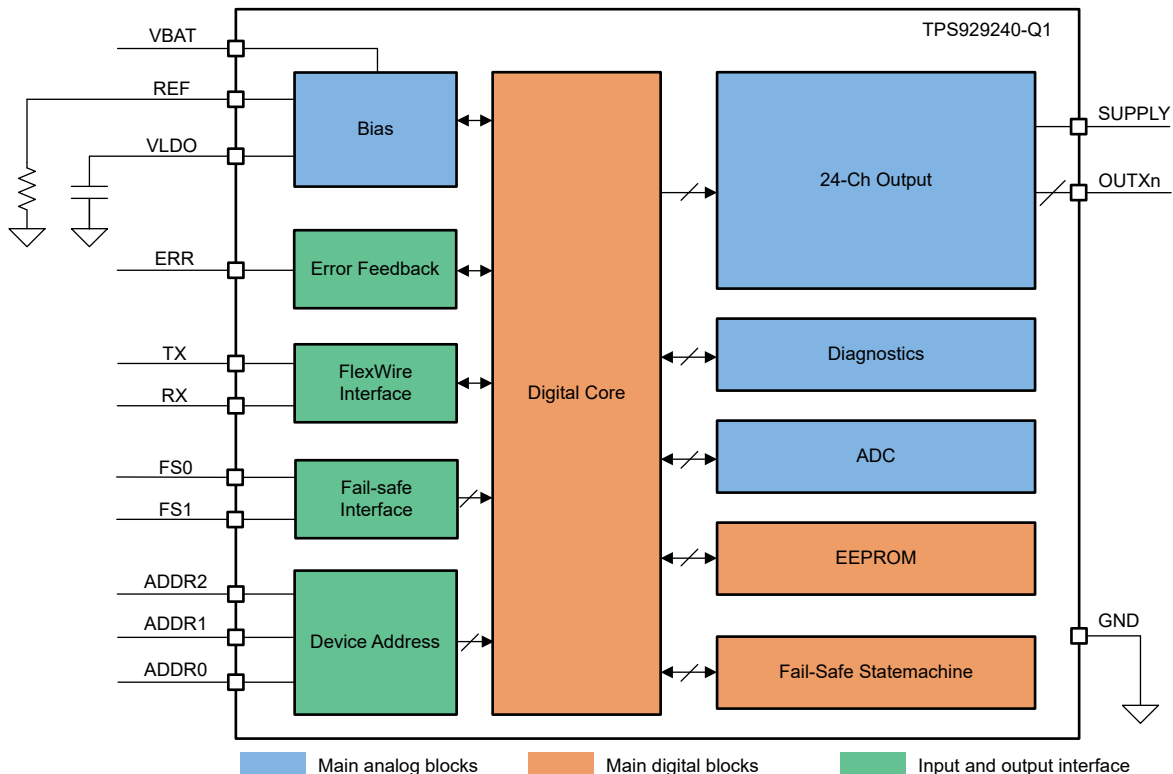 TPS929240-Q1
VBAT
REF
VLDO
Bias
24-Ch Output
SUPPLY
OUTXn
ERR
Error Feedback
TX
RX
FlexWire
Interface
Digital Core
Diagnostics
FS0
FS1
Fail-safe
Interface
ADC
EEPROM
ADDR2
ADDR1
ADDR0
Device Address
Fail-Safe Statemachine
GND
Main analog blocks
Main digital blocks
Input and output interface